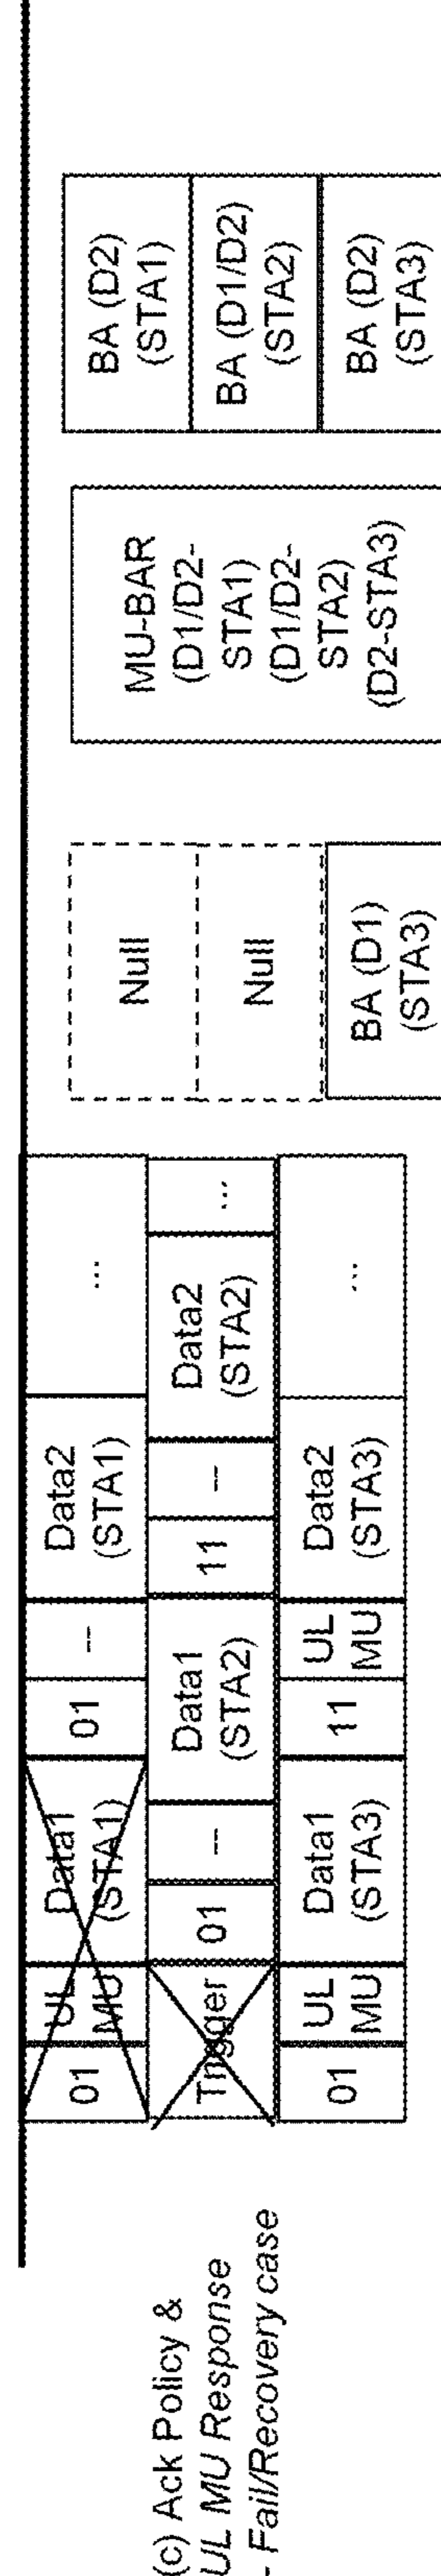 (c) Ack Policy &
UL MU Response
- Fail/Recovery case
01
UL
MU
Data1
(STA1)
01
--
Data2
(STA1)
...
Trigger
01
--
Data1
(STA2)
11
--
Data2
(STA2)
...
01
UL
MU
Data1
(STA3)
11
UL
MU
Data2
(STA3)
...
Null
Null
BA (D1)
(STA3)
MU-BAR
(D1/D2-
STA1)
(D1/D2-
STA2)
(D2-STA3)
BA (D2)
(STA1)
BA (D1/D2)
(STA2)
BA (D2)
(STA3)